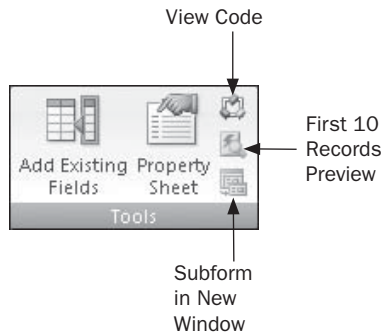 View Code
Add Existing
Fields
Property
Sheet
Tools
First 10
Records
Preview
Subform
in New
Window